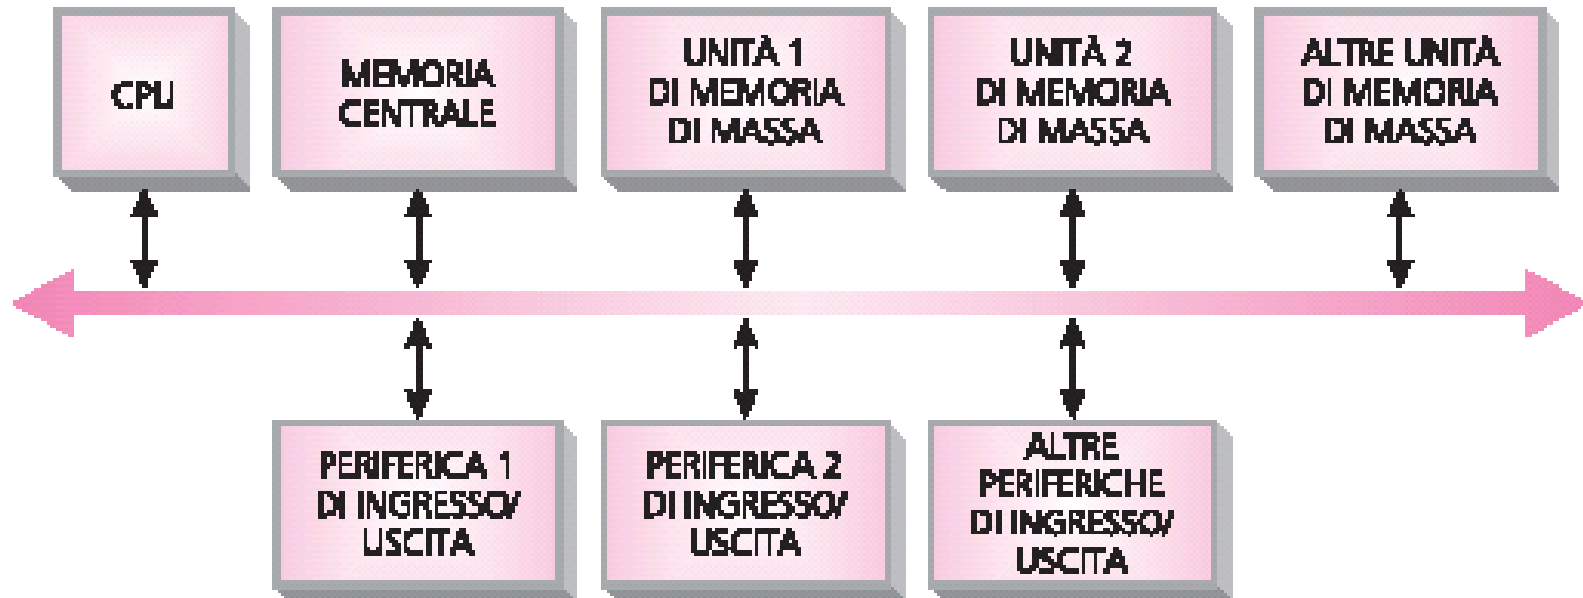 CPU
MEMORIA
CENTRALE
UNITÀ 1
DI MEMORIA
DI MASSA
UNITÀ 2
DI MEMORIA
DI MASSA
ALTRE UNITÀ
DI MEMORIA
DI MASSA
PERIFERICA 1
DI INGRESSO/
USCITA
PERIFERICA 2
DI INGRESSO/
USCITA
ALTRE
PERIFERICHE
DI INGRESSO/
USCITA